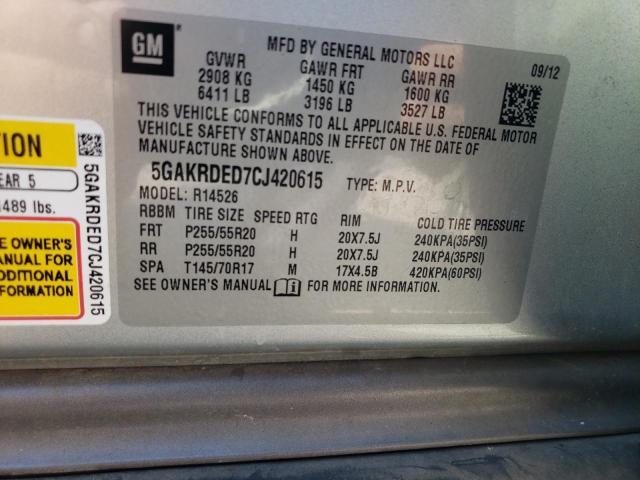 GM
MFD BY GENERAL MOTORS LLC
09/12
GVWR GAWR FRT GAWR RR
2908 KG 1450 KG 1600 KG
6411 LB 3196 LB 3527 LB
THIS VEHICLE CONFORMS TO ALL APPLICABLE U.S. FEDERAL MOTOR
VEHICLE SAFETY STANDARDS IN EFFECT ON THE DATE OF
MANUFACTURE SHOWN ABOVE.
5GAKRDED7CJ420615 TYPE: M.P.V.
MODEL: R14526
RBBM TIRE SIZE SPEED RTG RIM COLD TIRE PRESSURE
FRT P255/55R20 H 20X7.5J 240KPA(35PSI)
RR P255/55R20 H 20X7.5J 240KPA(35PSI)
SPA T145/70R17 M 17X4.5B 420KPA(60PSI)
SEE OWNER'S MANUAL FOR MORE INFORMATION.
EAR 5
489 lbs.
E OWNER'S
MANUAL FOR
ADDITIONAL
INFORMATION
5GAKRDED7CJ420615